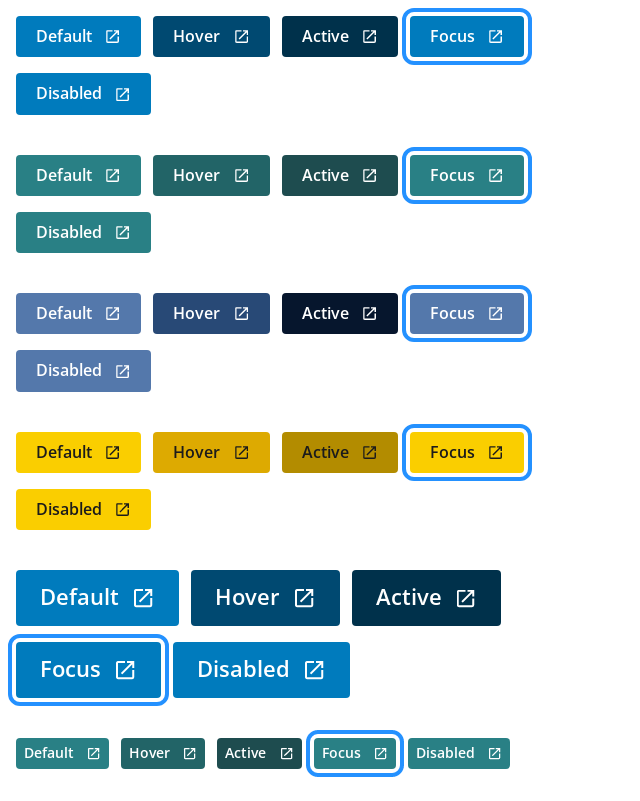 Default Hover Active Focus
Disabled
Default Hover Active Focus
Disabled
Default Hover Active Focus
Disabled
Default Hover Active Focus
Disabled
Default Hover Active
Focus Disabled
Default Hover Active Focus Disabled